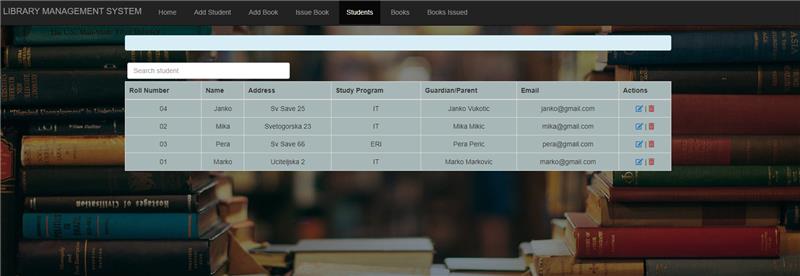 LIBRARY MANAGEMENT SYSTEM Home Add Student Add Book Issue Book Students Books Books Issued
Search student
Roll Number Name Address Study Program Guardian/Parent Email Actions
04 Janko Sv Save 25 IT Janko Vukotic janko@gmail.com |
02 Mika Svetogorska 23 IT Mika Mikic mika@gmail.com |
03 Pera Sv Save 66 ERI Pera Peric pera@gmail.com |
01 Marko Uciteljska 2 IT Marko Markovic marko@gmail.com |
Hostages of Civilisation